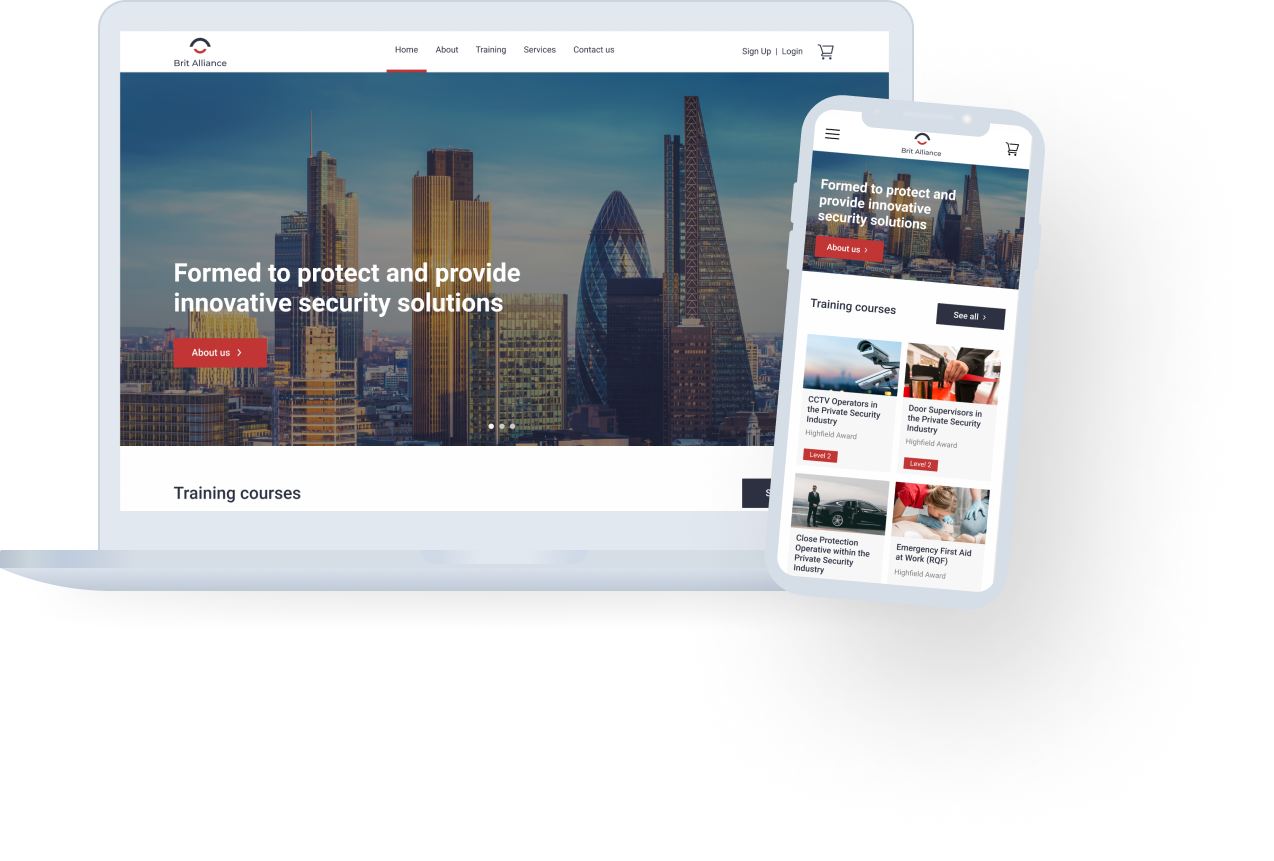 Brit Alliance
Home About Training Services Contact us
Sign Up | Login
Formed to protect and provide
innovative security solutions
About us
Training courses
S
Brit Alliance
Formed to protect and
provide innovative
security solutions
About us
Training courses
See all
CCTV Operators in
the Private Security
Industry
Highfield Award
Level 2
Door Supervisors in
the Private Security
Industry
Highfield Award
Level 2
Close Protection
Operative within the
Private Security
Industry
Emergency First Aid
at Work (RQF)
Highfield Award